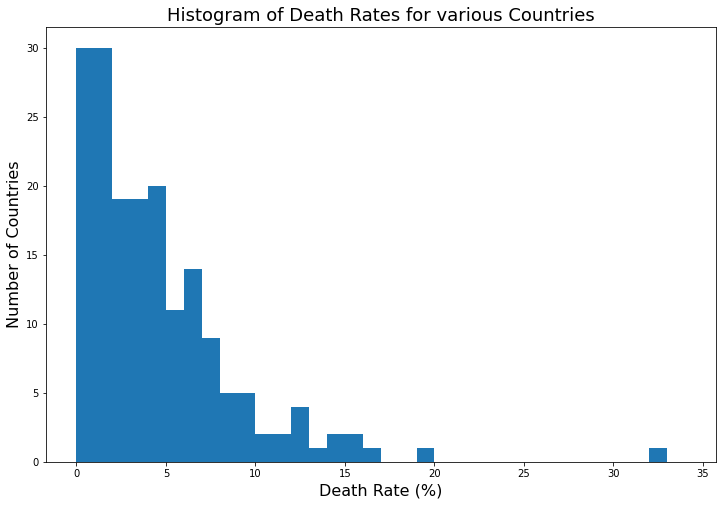 Histogram of Death Rates for various Countries
30
25
20
15
10
5
0
Number of Countries
0 5 10 15 20 25 30 35
Death Rate (%)